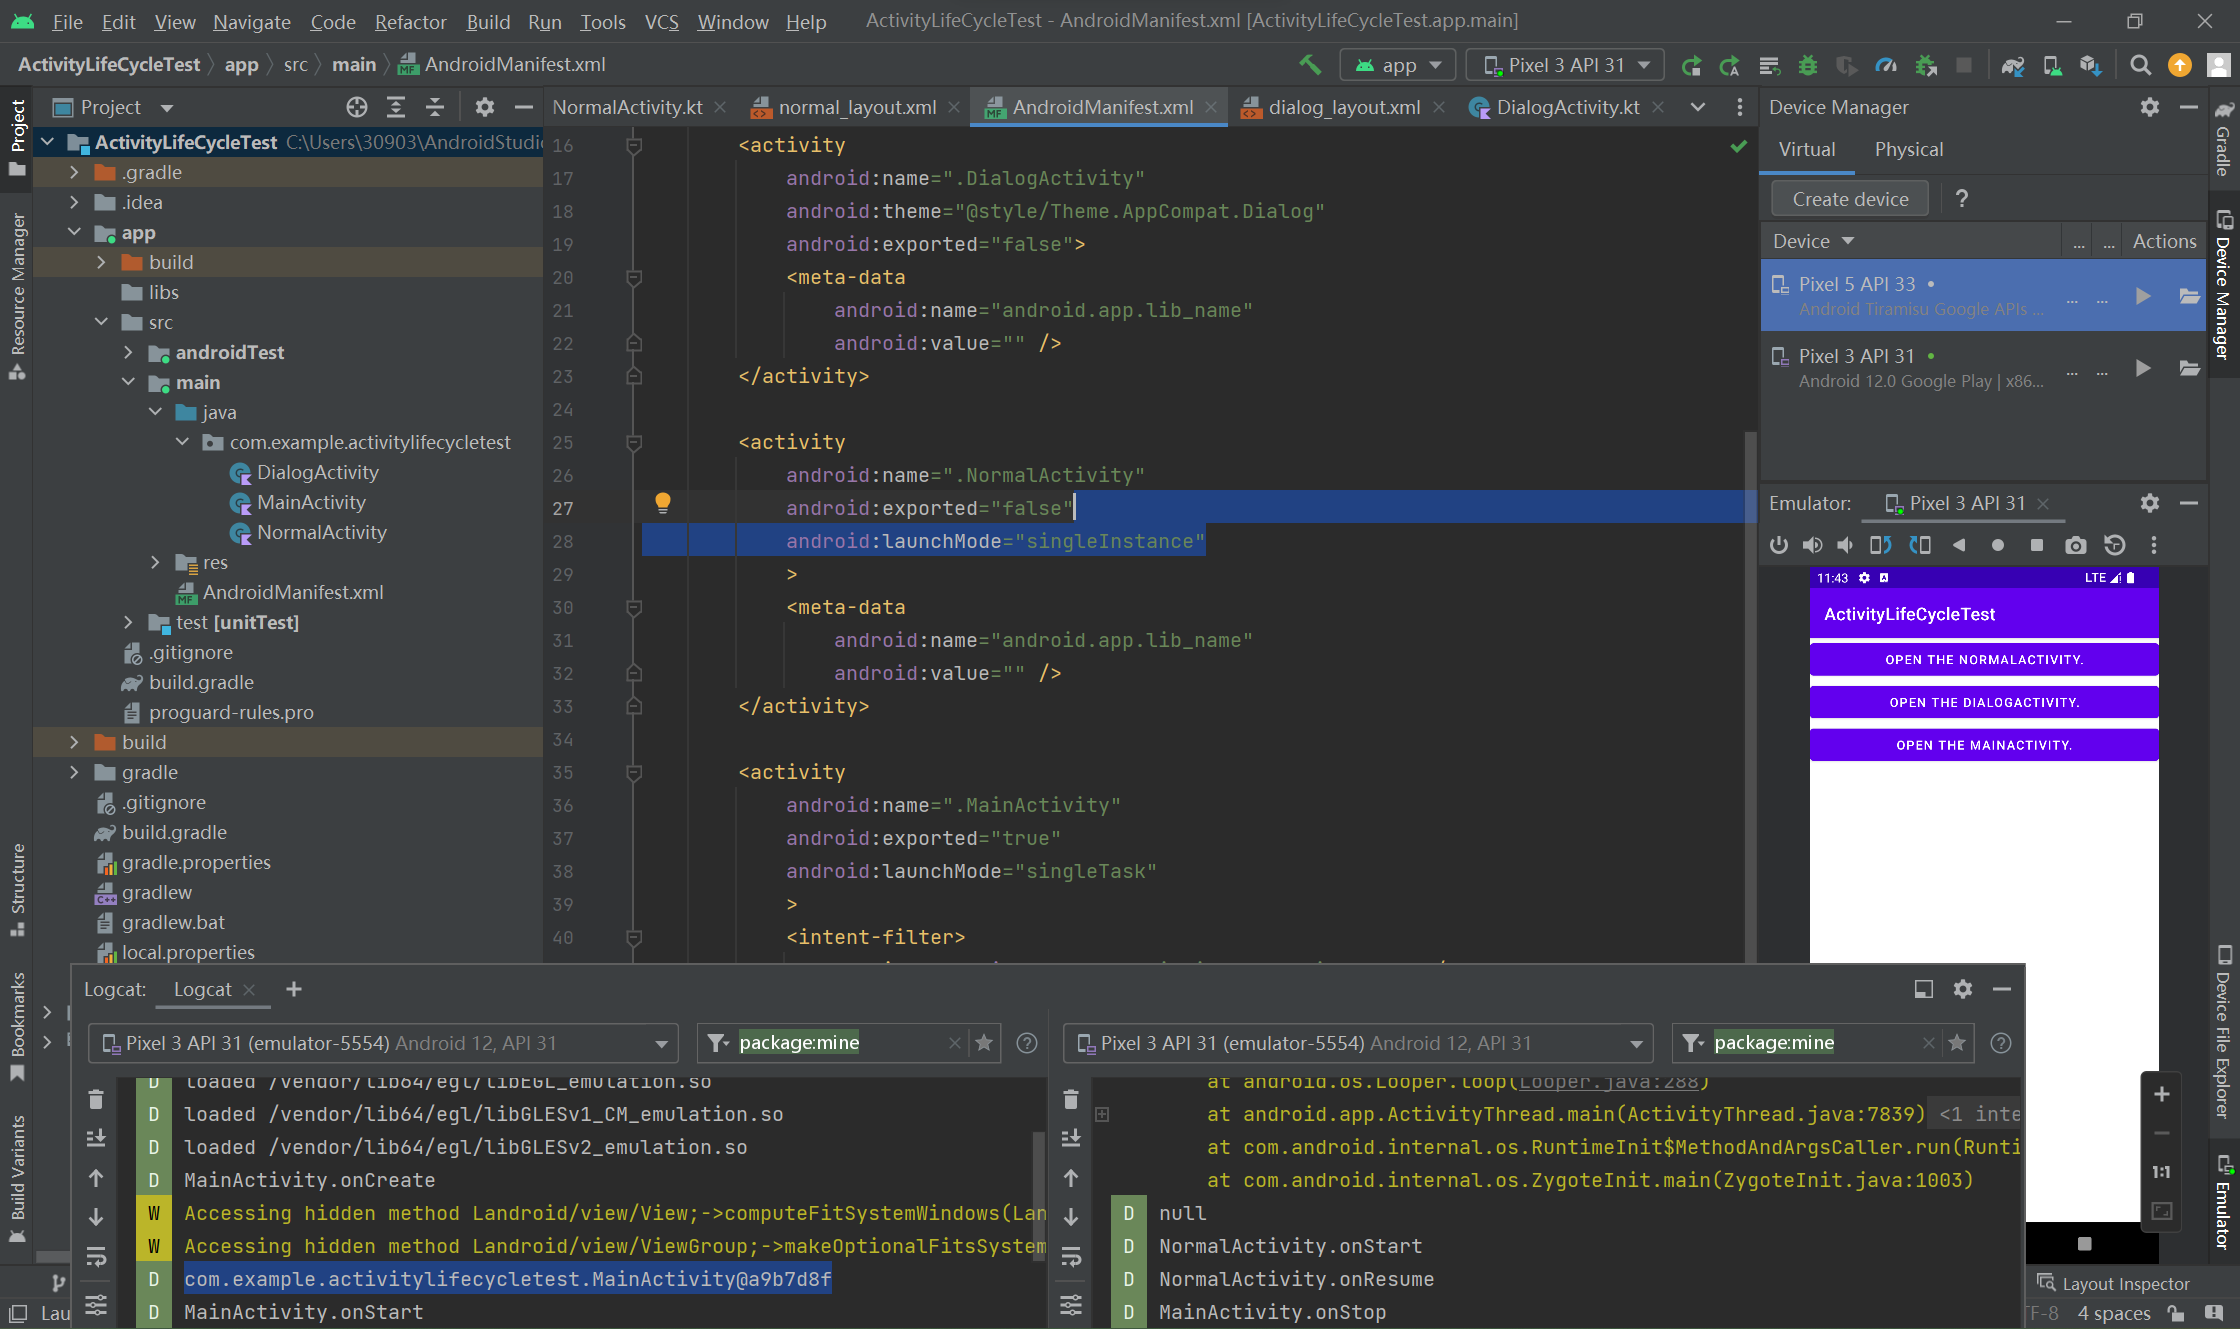 File Edit View Navigate Code Refactor Build Run Tools VCS Window Help ActivityLifeCycleTest - AndroidManifest.xml [ActivityLifeCycleTest.app.main]
ActivityLifeCycleTest app src main AndroidManifest.xml app Pixel 3 API 31
Project
NormalActivity.kt normal_layout.xml AndroidManifest.xml dialog_layout.xml DialogActivity.kt
Device Manager
Project
Resource Manager
Structure
Bookmarks
Build Variants
ActivityLifeCycleTest C:\Users\30903\AndroidStudi
.gradle
.idea
app
build
libs
src
androidTest
main
java
com.example.activitylifecycletest
DialogActivity
MainActivity
NormalActivity
res
AndroidManifest.xml
test [unitTest]
.gitignore
build.gradle
proguard-rules.pro
build
gradle
.gitignore
build.gradle
gradle.properties
gradlew
gradlew.bat
local.properties
16 <activity
17 android:name=".DialogActivity"
18 android:theme="@style/Theme.AppCompat.Dialog"
19 android:exported="false">
20 <meta-data
21 android:name="android.app.lib_name"
22 android:value="" />
23 </activity>
24
25 <activity
26 android:name=".NormalActivity"
27 android:exported="false"
28 android:launchMode="singleInstance"
29 >
30 <meta-data
31 android:name="android.app.lib_name"
32 android:value="" />
33 </activity>
34
35 <activity
36 android:name=".MainActivity"
37 android:exported="true"
38 android:launchMode="singleTask"
39 >
40 <intent-filter>
Virtual Physical
Create device ?
Device ... ... Actions
Pixel 5 API 33
Android Tiramisu Google APIs ...
... ...
Pixel 3 API 31
Android 12.0 Google Play | x86...
... ...
Emulator: Pixel 3 API 31
11:43 LTE
ActivityLifeCycleTest
OPEN THE NORMALACTIVITY.
OPEN THE DIALOGACTIVITY.
OPEN THE MAINACTIVITY.
1:1
Gradle
Device Manager
Device File Explorer
Emulator
Logcat: Logcat
Pixel 3 API 31 (emulator-5554) Android 12, API 31 package:mine
D loaded /vendor/lib64/egl/libEGL_emulation.so
D loaded /vendor/lib64/egl/libGLESv1_CM_emulation.so
D loaded /vendor/lib64/egl/libGLESv2_emulation.so
D MainActivity.onCreate
W Accessing hidden method Landroid/view/View;->computeFitSystemWindows(Lan
W Accessing hidden method Landroid/view/ViewGroup;->makeOptionalFitsSystem
D com.example.activitylifecycletest.MainActivity@a9b7d8f
D MainActivity.onStart
Pixel 3 API 31 (emulator-5554) Android 12, API 31 package:mine
at android.os.Looper.loop(Looper.java:288)
at android.app.ActivityThread.main(ActivityThread.java:7839) <1 inte
at com.android.internal.os.RuntimeInit$MethodAndArgsCaller.run(Runti
at com.android.internal.os.ZygoteInit.main(ZygoteInit.java:1003)
D null
D NormalActivity.onStart
D NormalActivity.onResume
D MainActivity.onStop
Layout Inspector
Lau TF-8 4 spaces